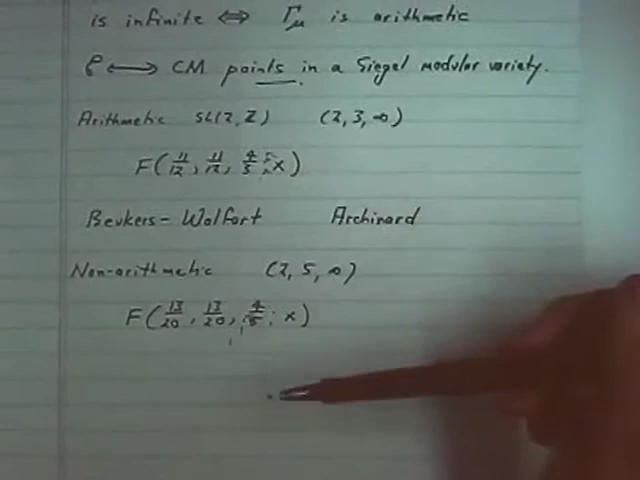 is infinite ⟺ Γ_μ is arithmetic
⟷ CM points in a Siegel modular variety.
Arithmetic SL(2, Z) (2, 3, ∞)
F(11/12, 11/12, 4/3; x)
Beukers - Wolfart Archinard
Non-arithmetic (2, 5, ∞)
F(13/20, 13/20, 4/5; x)